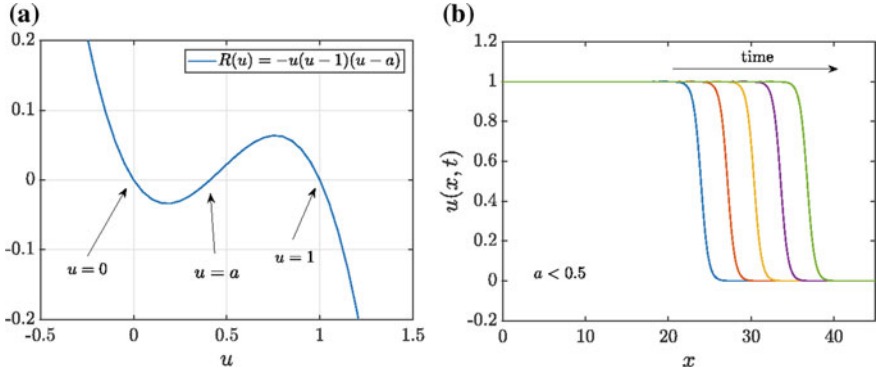 (a)
0.2
0.1
0
-0.1
-0.2
R(u) = −u(u − 1)(u − a)
u = 0
u = a
u = 1
-0.5
0
0.5
1
1.5
u
(b)
1.2
1
0.8
0.6
0.4
0.2
0
-0.2
u(x, t)
time
a < 0.5
0
10
20
30
40
x